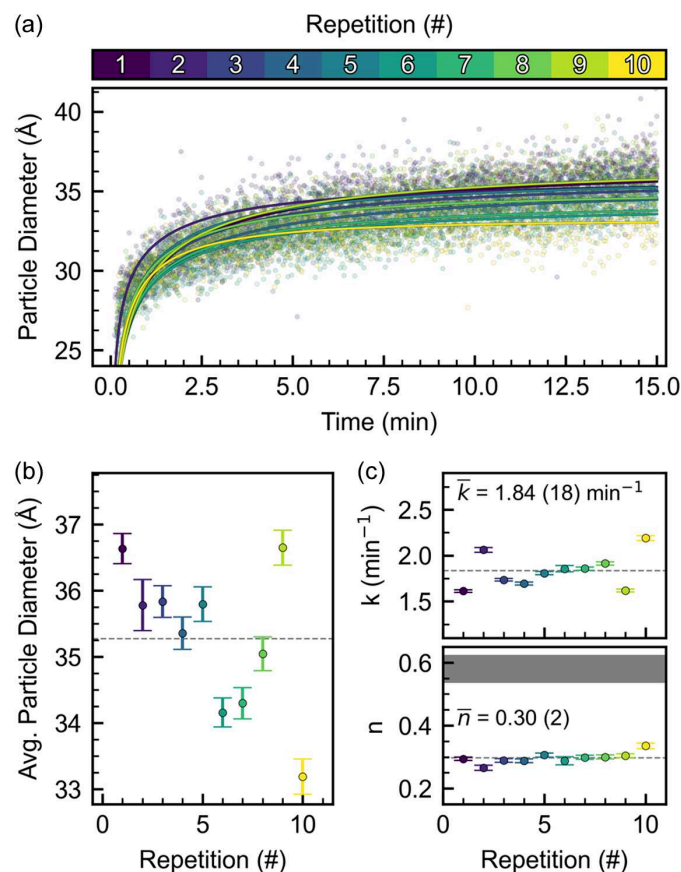 (a)
Repetition (#)
1 2 3 4 5 6 7 8 9 10
Particle Diameter (Å)
40
35
30
25
0.0 2.5 5.0 7.5 10.0 12.5 15.0
Time (min)
(b)
Avg. Particle Diameter (Å)
37
36
35
34
33
0 5 10
Repetition (#)
(c)
k (min⁻¹)
2.5
2.0
1.5
k̅ = 1.84 (18) min⁻¹
n
0.6
0.4
0.2
n̅ = 0.30 (2)
0 5 10
Repetition (#)